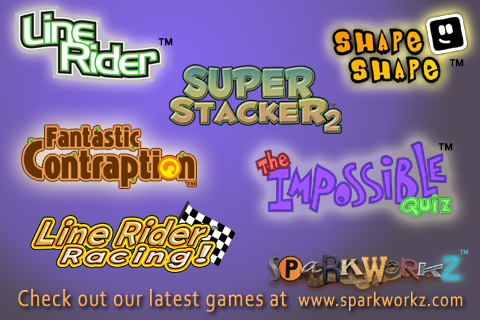 Line Rider™
SHAPE SHAPE™
SUPER STACKER 2
Fantastic Contraption™
The IMPOSSIBLE Quiz™
Line Rider Racing!
SPARKWORKZ™
Check out our latest games at www.sparkworkz.com